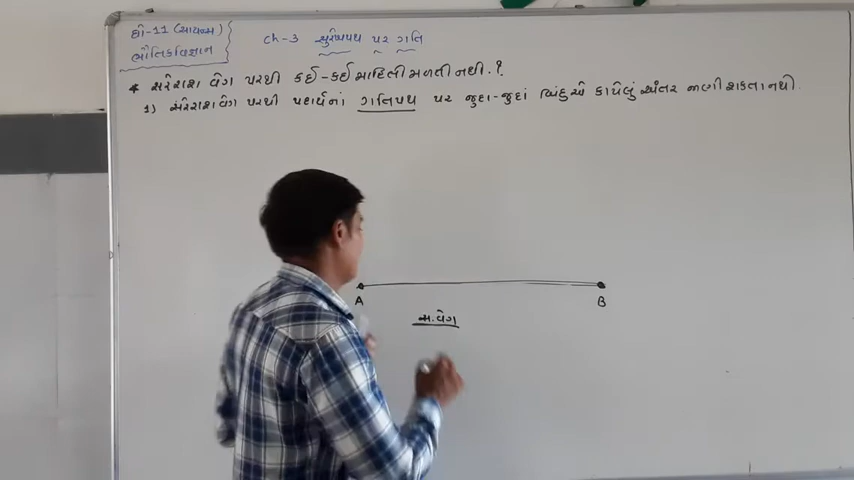 ધો-11 (સાયન્સ)
ભૌતિકવિજ્ઞાન
Ch-3 સુરેખપથ પર ગતિ
* સરેરાશ વેગ પરથી કઈ-કઈ માહિતી મળતી નથી.?
1) સરેરાશ વેગ પરથી પદાર્થનાં ગતિપથ પર જુદા-જુદાં બિંદુએ કાપેલું અંતર જાણી શકાતા નથી.
A B
સ.વેગ